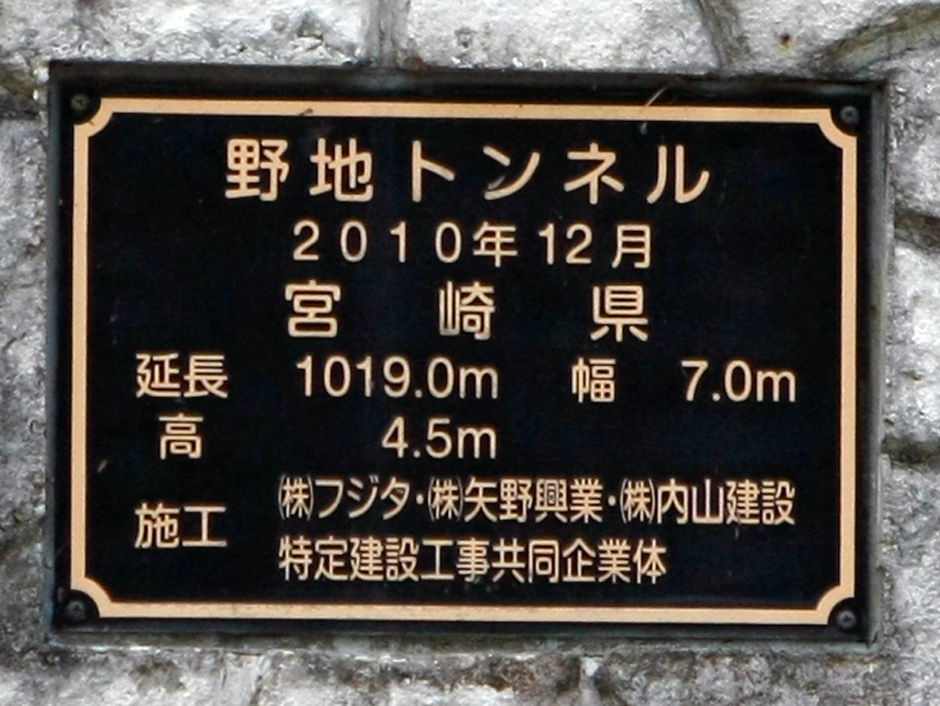 野地トンネル
2010年12月
宮崎県
延長 1019.0m 幅 7.0m
高 4.5m
施工 ㈱フジタ・㈱矢野興業・㈱内山建設
特定建設工事共同企業体